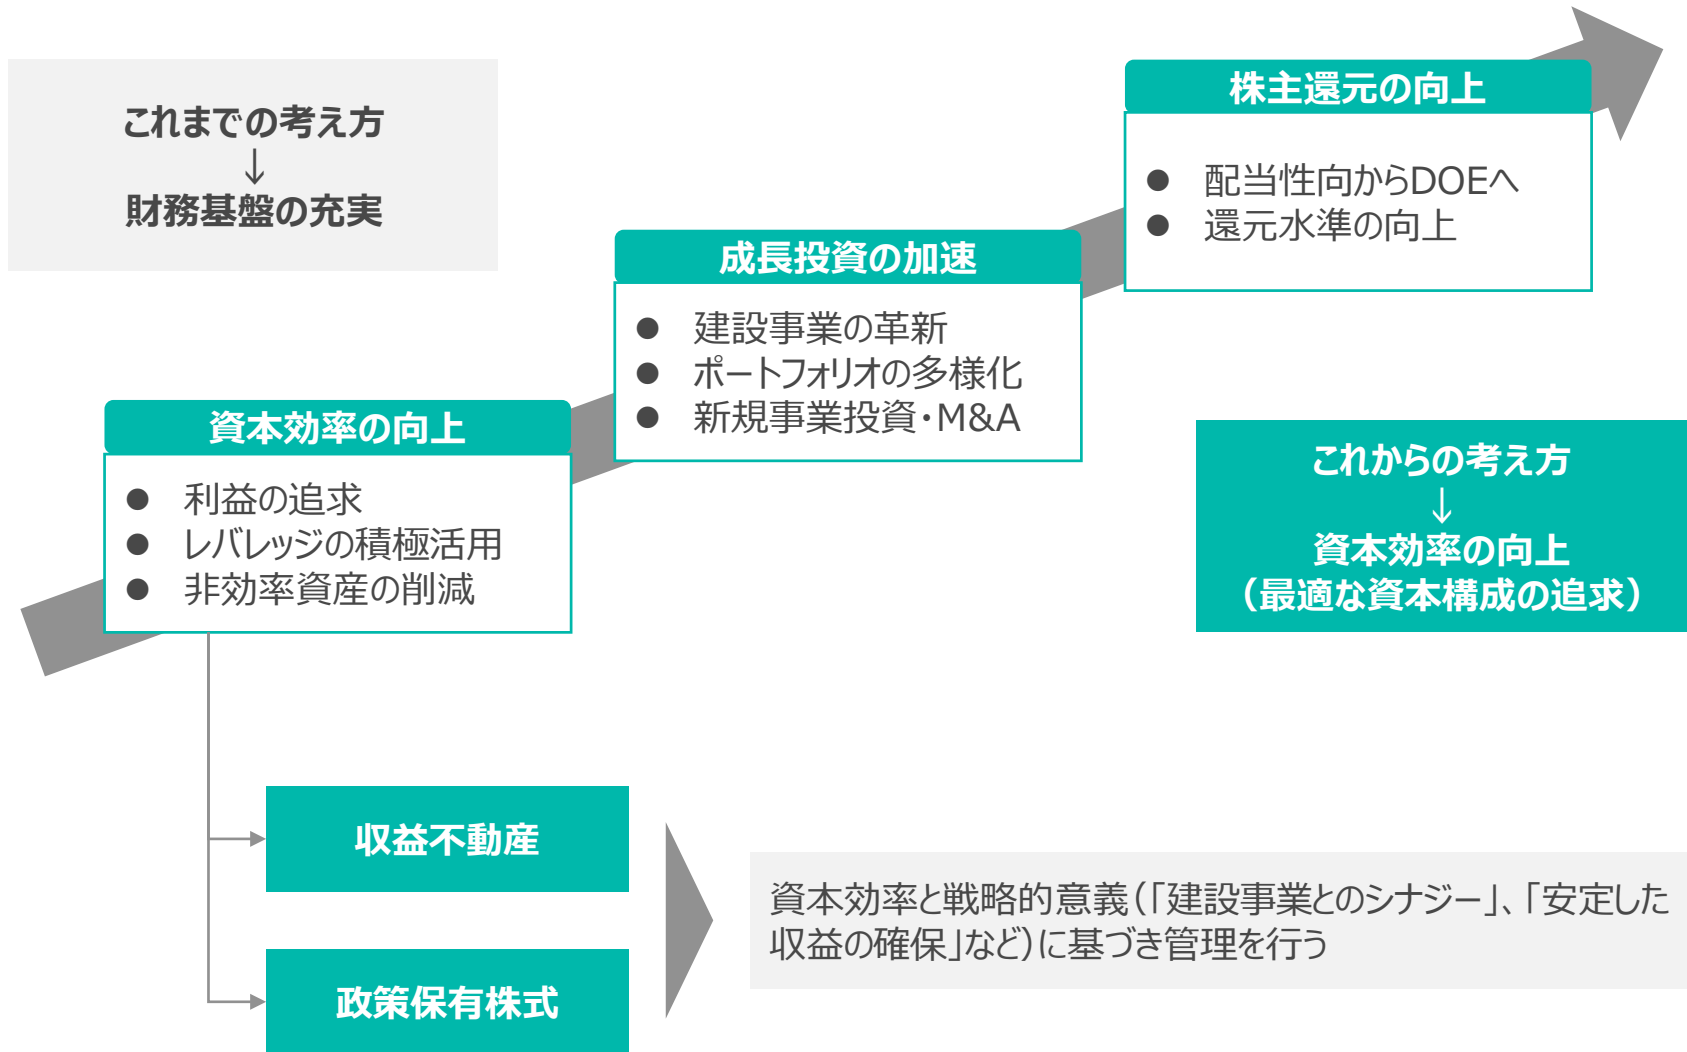 これまでの考え方
↓
財務基盤の充実
株主還元の向上
● 配当性向からDOEへ
● 還元水準の向上
成長投資の加速
● 建設事業の革新
● ポートフォリオの多様化
● 新規事業投資・M&A
資本効率の向上
● 利益の追求
● レバレッジの積極活用
● 非効率資産の削減
これからの考え方
↓
資本効率の向上
（最適な資本構成の追求）
収益不動産
政策保有株式
資本効率と戦略的意義（「建設事業とのシナジー」、「安定した
収益の確保」など）に基づき管理を行う